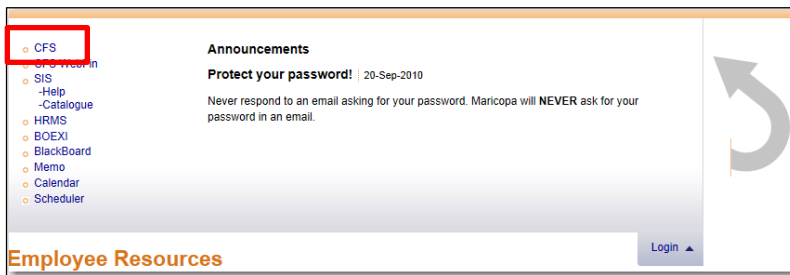 CFS
CFS WebFin
SIS
-Help
-Catalogue
HRMS
BOEXI
BlackBoard
Memo
Calendar
Scheduler
Announcements
Protect your password! 20-Sep-2010
Never respond to an email asking for your password. Maricopa will NEVER ask for your
password in an email.
Login
Employee Resources